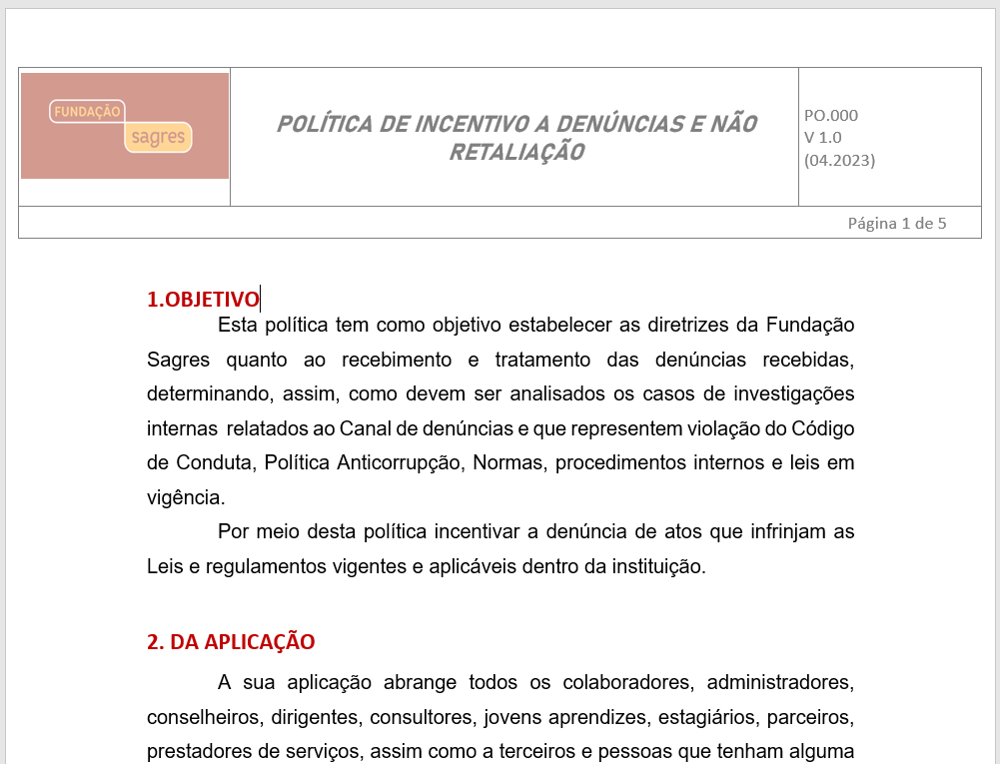 FUNDAÇÃO
sagres
POLÍTICA DE INCENTIVO A DENÚNCIAS E NÃO
RETALIAÇÃO
PO.000
V 1.0
(04.2023)
Página 1 de 5
1.OBJETIVO
Esta política tem como objetivo estabelecer as diretrizes da Fundação
Sagres quanto ao recebimento e tratamento das denúncias recebidas,
determinando, assim, como devem ser analisados os casos de investigações
internas relatados ao Canal de denúncias e que representem violação do Código
de Conduta, Política Anticorrupção, Normas, procedimentos internos e leis em
vigência.
Por meio desta política incentivar a denúncia de atos que infrinjam as
Leis e regulamentos vigentes e aplicáveis dentro da instituição.
2. DA APLICAÇÃO
A sua aplicação abrange todos os colaboradores, administradores,
conselheiros, dirigentes, consultores, jovens aprendizes, estagiários, parceiros,
prestadores de serviços, assim como a terceiros e pessoas que tenham alguma